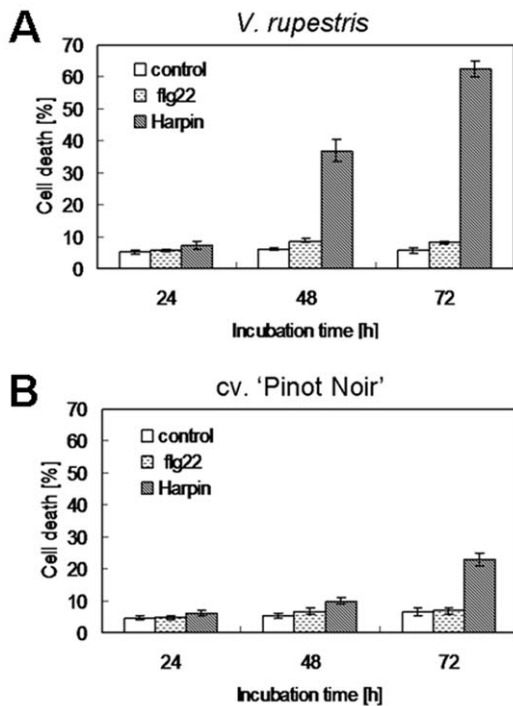 A
V. rupestris
70
60
50
40
30
20
10
0
Cell death [%]
control
flg22
Harpin
24 48 72
Incubation time [h]
B
cv. ‘Pinot Noir’
70
60
50
40
30
20
10
0
Cell death [%]
control
flg22
Harpin
24 48 72
Incubation time [h]